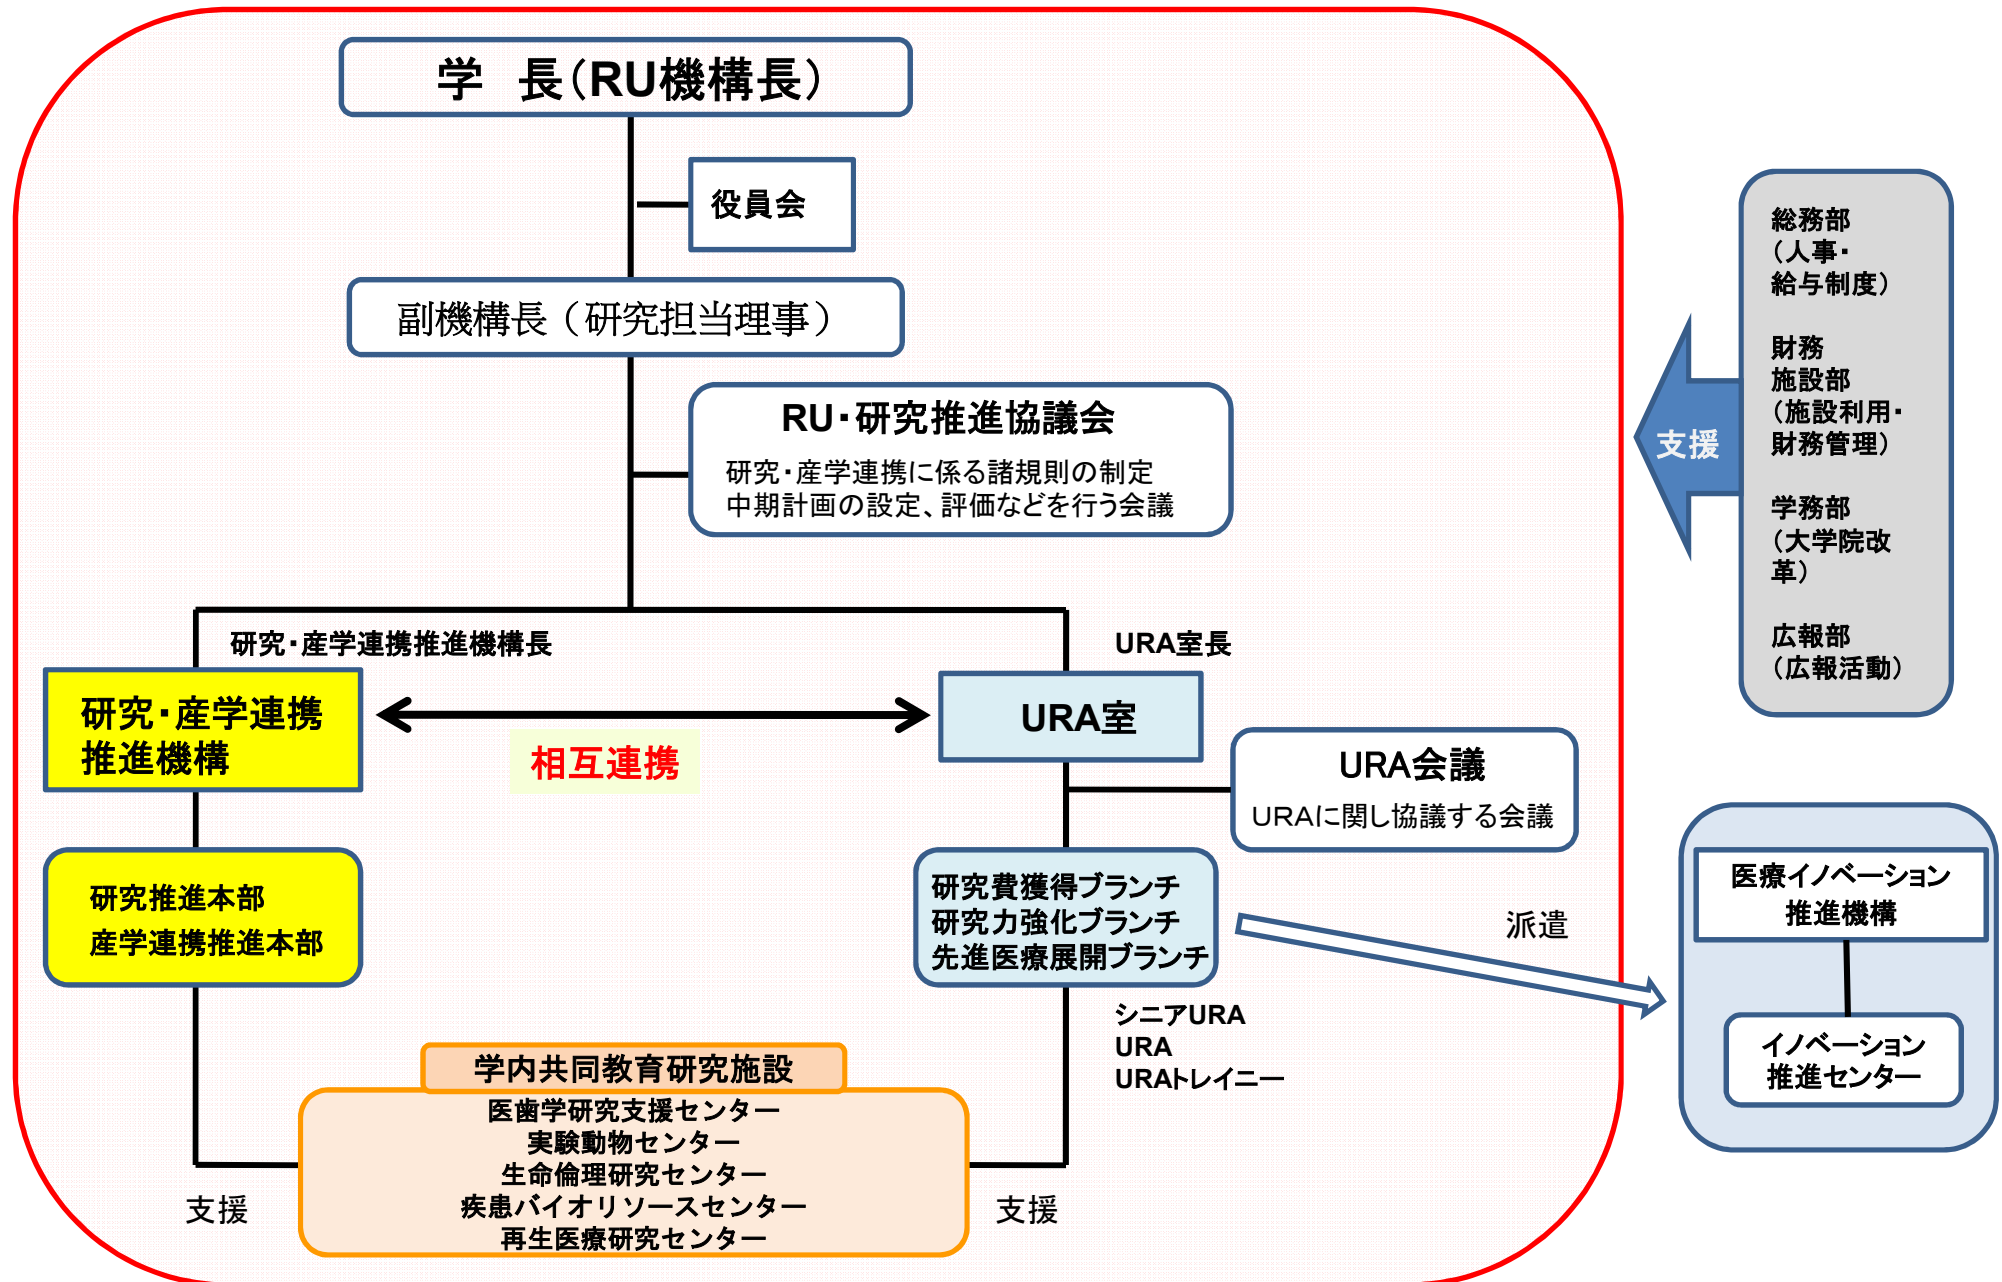 学　長(RU機構長)
役員会
副機構長（研究担当理事）
RU・研究推進協議会
研究・産学連携に係る諸規則の制定
中期計画の設定、評価などを行う会議
研究・産学連携推進機構長
URA室長
研究・産学連携
推進機構
相互連携
URA室
URA会議
URAに関し協議する会議
研究推進本部
産学連携推進本部
研究費獲得ブランチ
研究力強化ブランチ
先進医療展開ブランチ
シニアURA
URA
URAトレイニー
学内共同教育研究施設
医歯学研究支援センター
実験動物センター
生命倫理研究センター
疾患バイオリソースセンター
再生医療研究センター
支援
支援
支援
総務部
（人事・
給与制度）
財務
施設部
（施設利用・
財務管理）
学務部
（大学院改
革）
広報部
（広報活動）
派遣
医療イノベーション
推進機構
イノベーション
推進センター